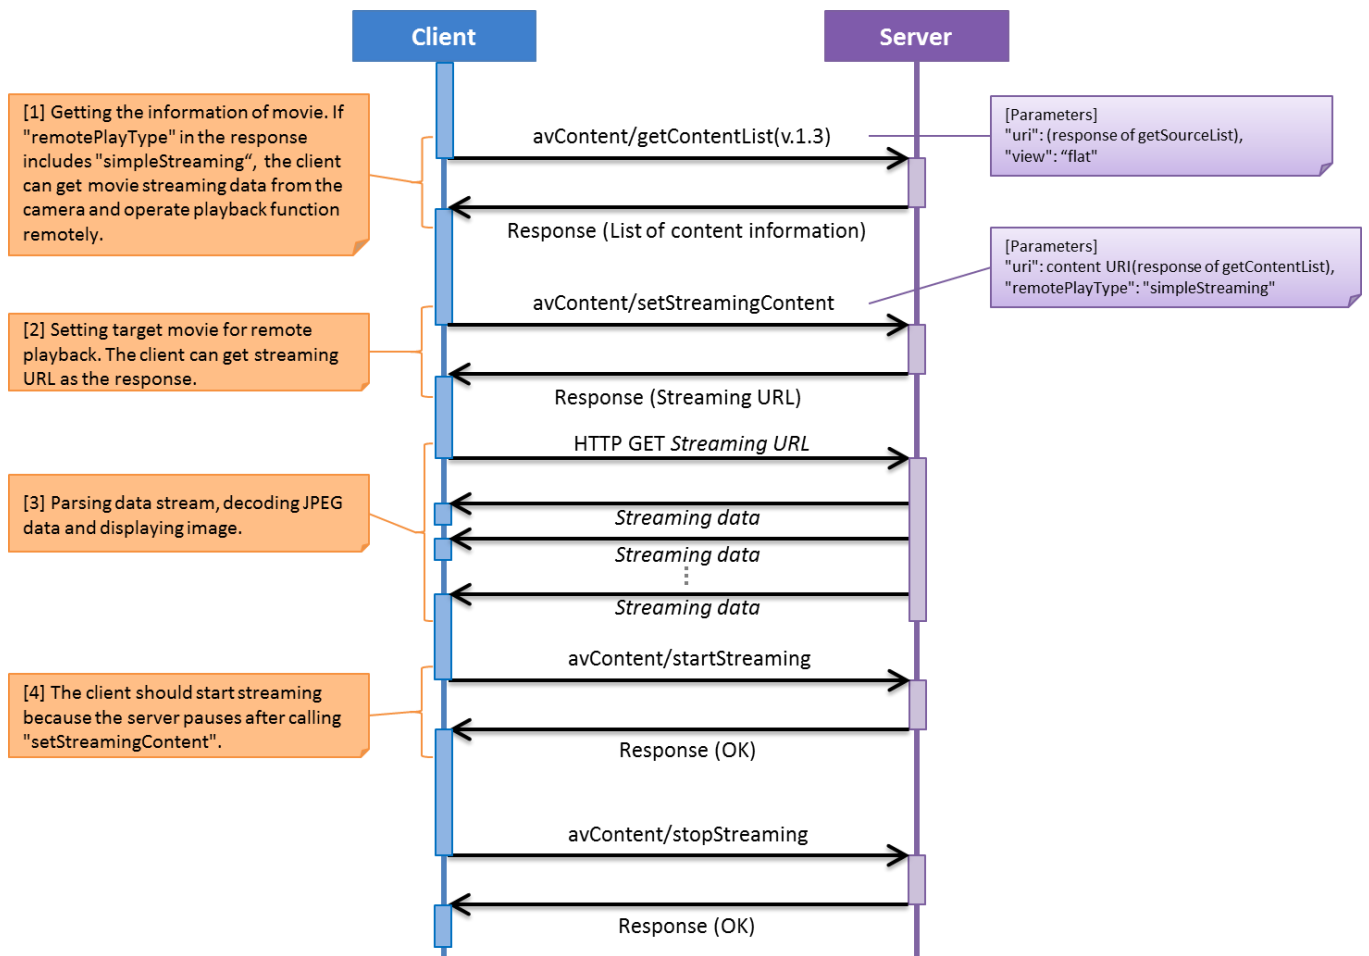 Client
Server
[1] Getting the information of movie. If
"remotePlayType" in the response
includes "simpleStreaming“, the client
can get movie streaming data from the
camera and operate playback function
remotely.
avContent/getContentList(v.1.3)
[Parameters]
"uri": (response of getSourceList),
"view": “flat"
Response (List of content information)
[Parameters]
"uri": content URI(response of getContentList),
"remotePlayType": "simpleStreaming"
avContent/setStreamingContent
[2] Setting target movie for remote
playback. The client can get streaming
URL as the response.
Response (Streaming URL)
HTTP GET Streaming URL
[3] Parsing data stream, decoding JPEG
data and displaying image.
Streaming data
Streaming data
Streaming data
avContent/startStreaming
[4] The client should start streaming
because the server pauses after calling
"setStreamingContent".
Response (OK)
avContent/stopStreaming
Response (OK)